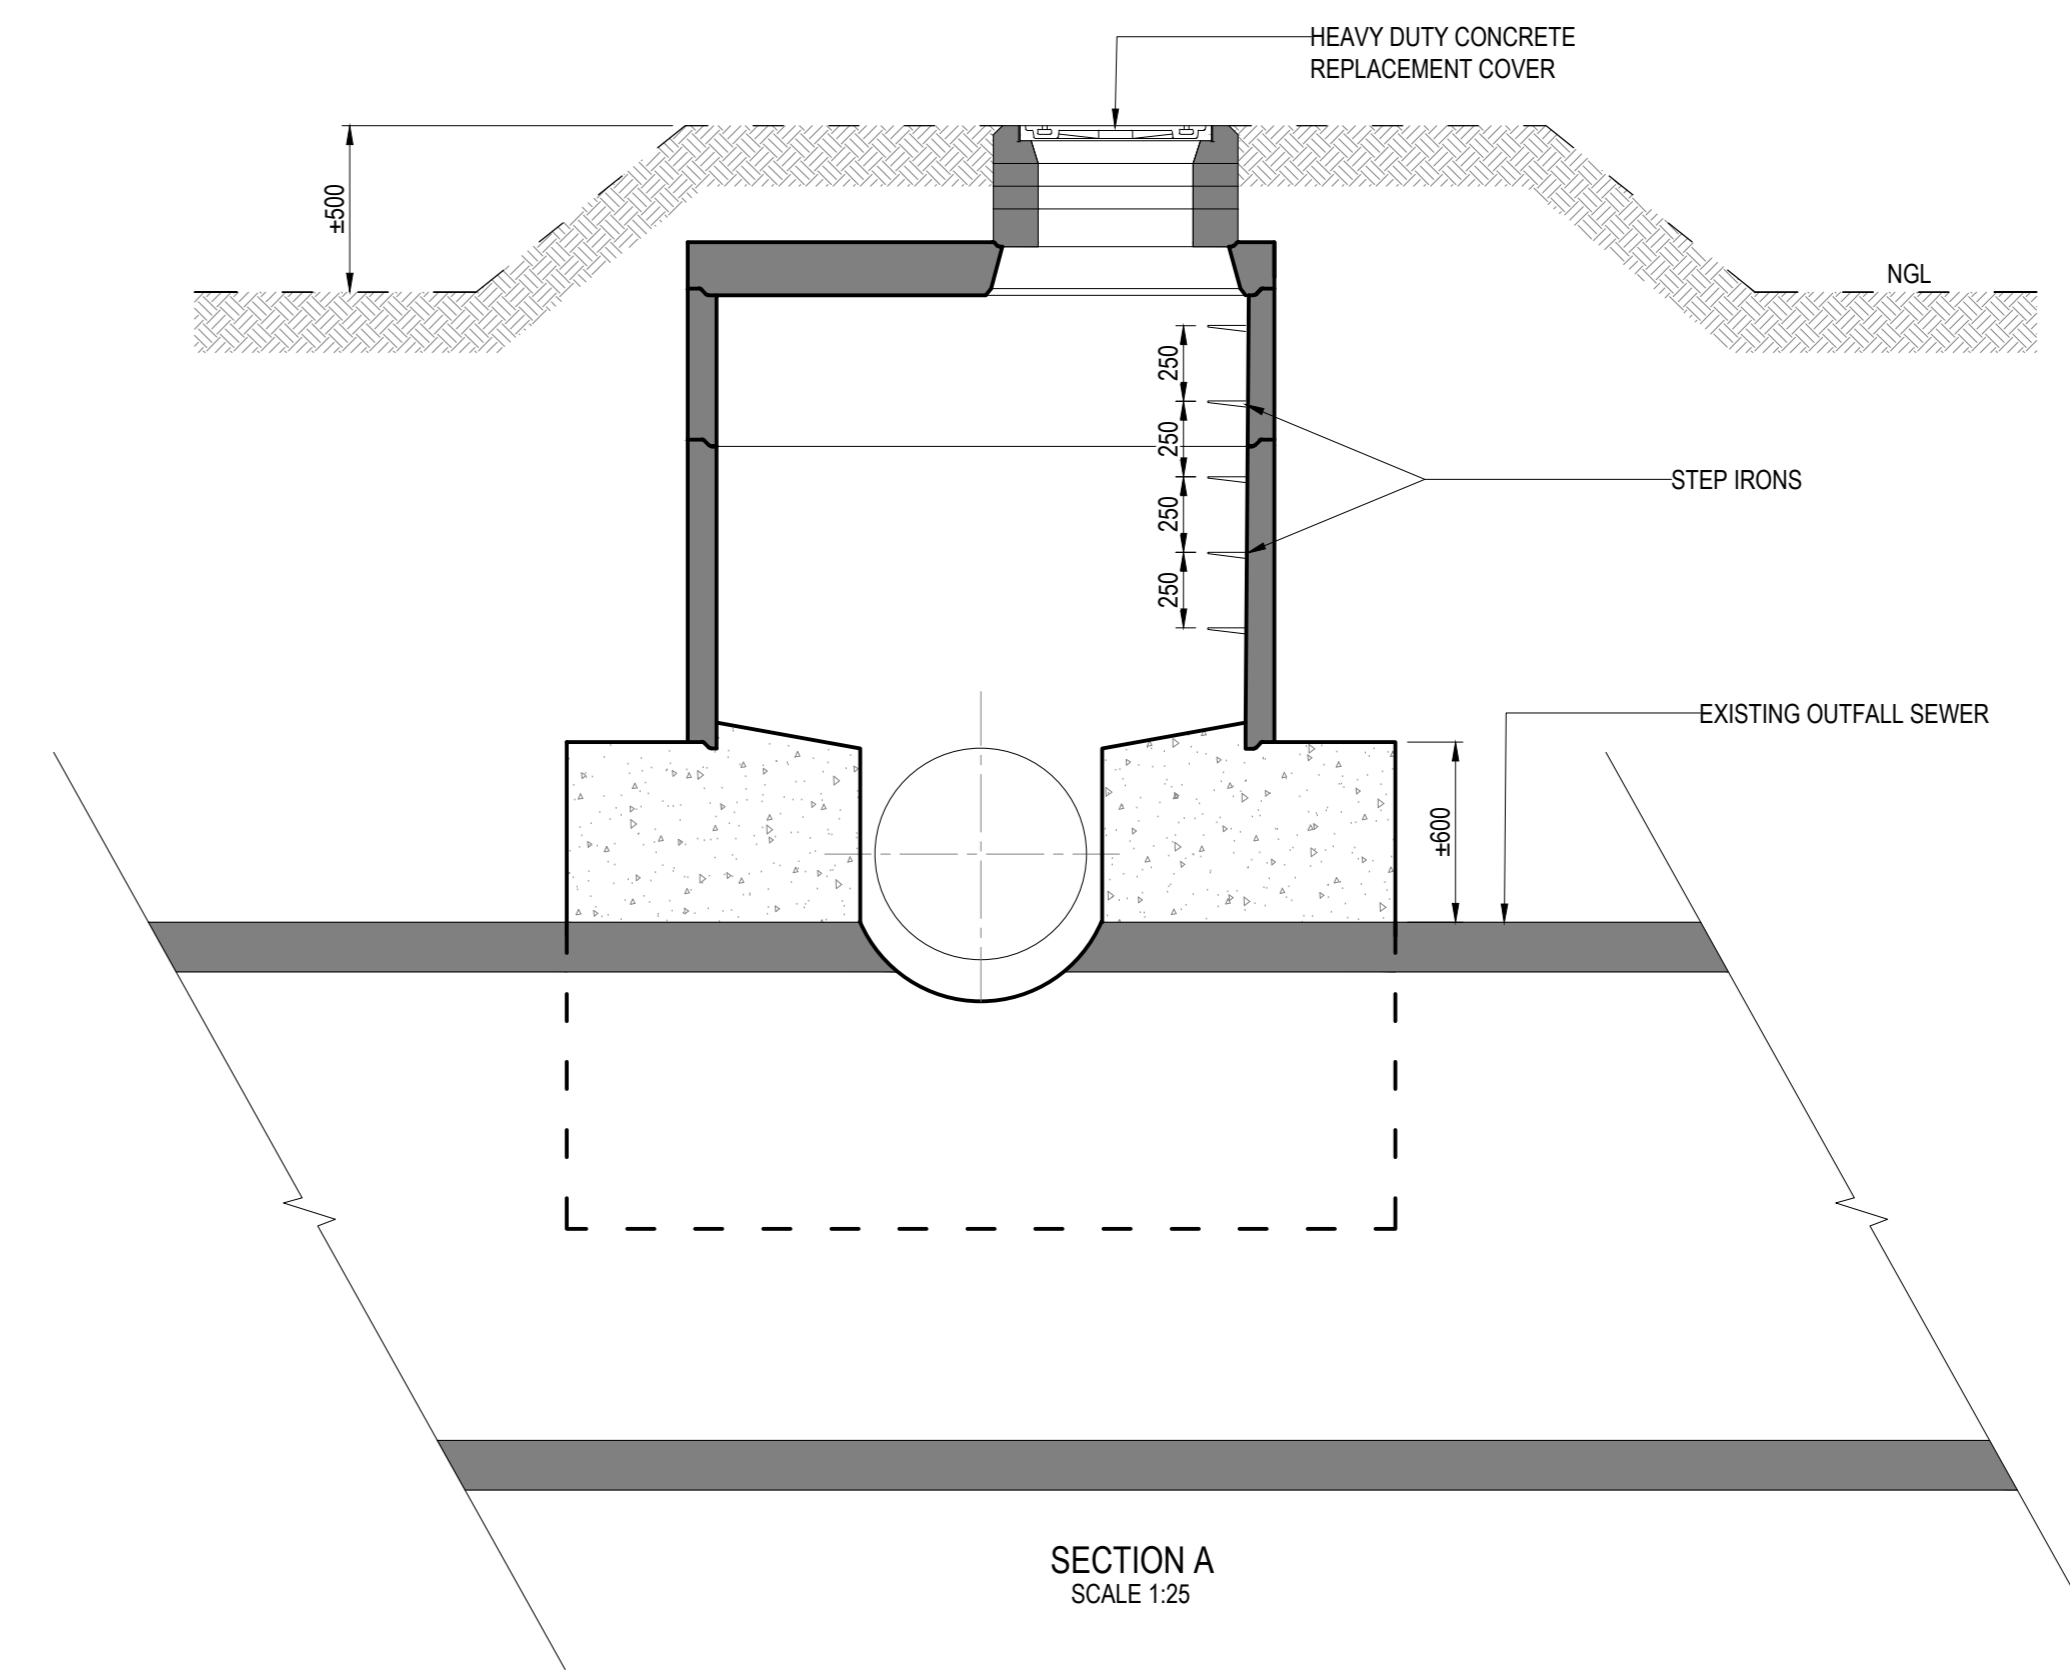 HEAVY DUTY CONCRETE
REPLACEMENT COVER
±500
NGL
250
250
STEP IRONS
250
250
EXISTING OUTFALL SEWER
±600
SECTION A
SCALE 1:25